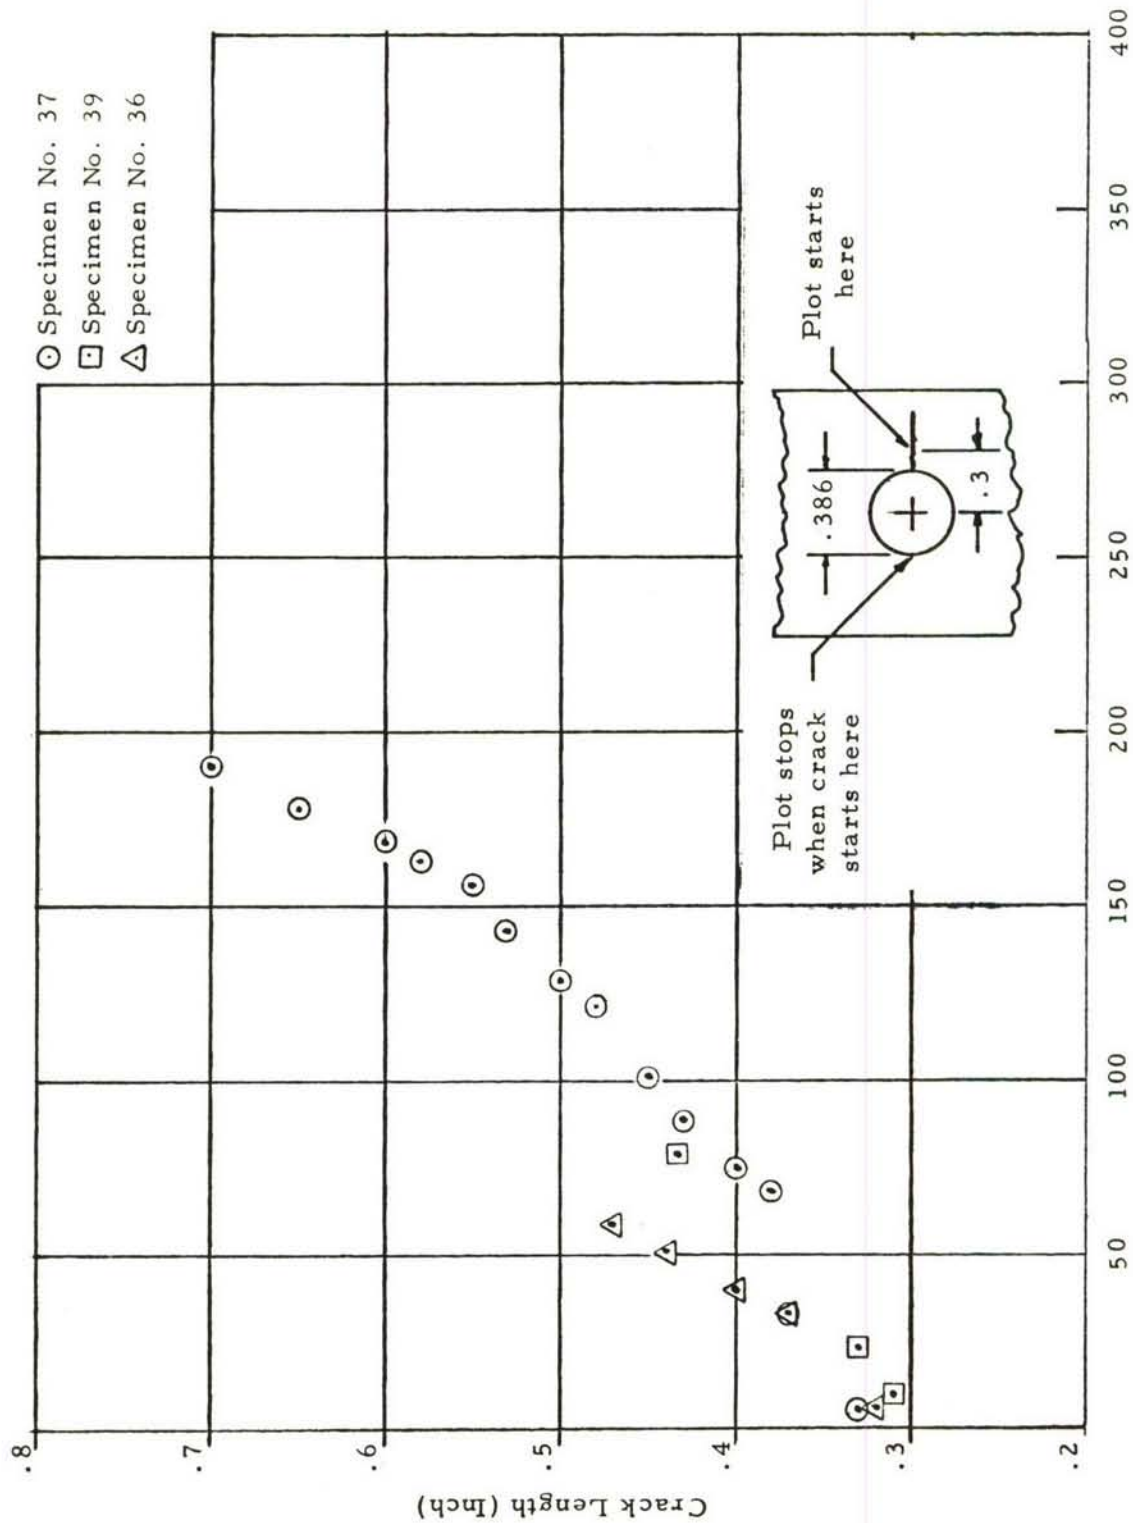 Crack Length (Inch)
.8
.7
.6
.5
.4
.3
.2
50
100
150
200
250
300
350
400
Specimen No. 37
Specimen No. 39
Specimen No. 36
Plot stops
when crack
starts here
.386
.3
Plot starts
here